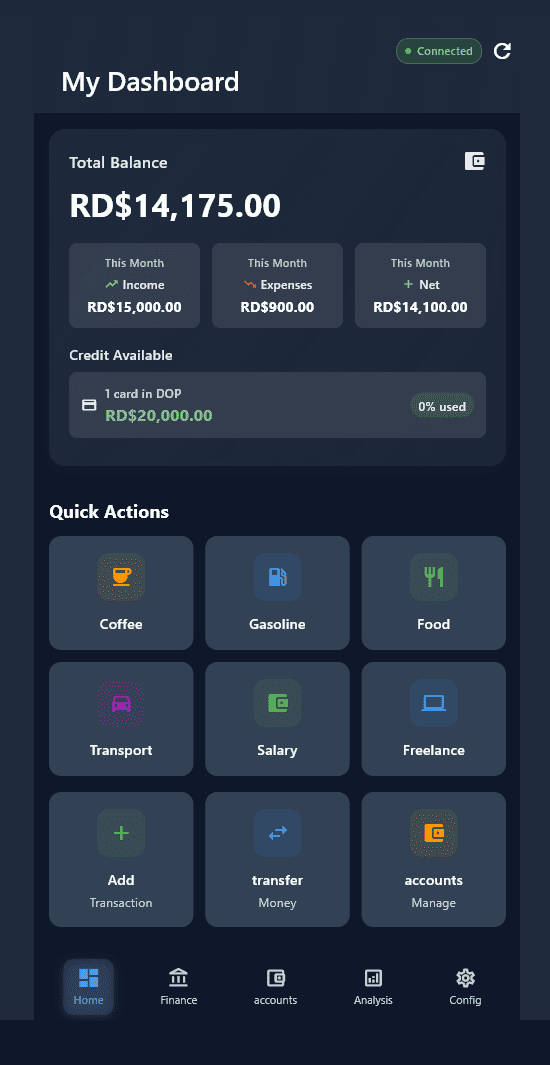 Connected
My Dashboard
Total Balance
RD$14,175.00
This Month
Income
RD$15,000.00
This Month
Expenses
RD$900.00
This Month
Net
RD$14,100.00
Credit Available
1 card in DOP
RD$20,000.00
0% used
Quick Actions
Coffee
Gasoline
Food
Transport
Salary
Freelance
Add
Transaction
transfer
Money
accounts
Manage
Home
Finance
accounts
Analysis
Config